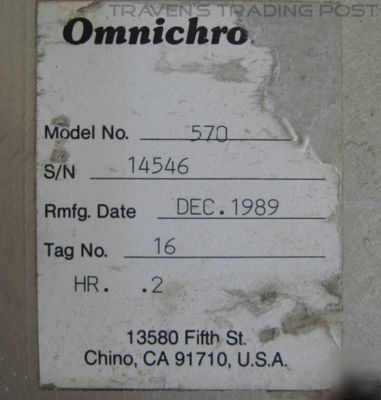 TRAVEN'S TRADING POST
Omnichro
Model No. 570
S/N 14546
Rmfg. Date DEC.1989
Tag No. 16
HR. .2
13580 Fifth St.
Chino, CA 91710, U.S.A.